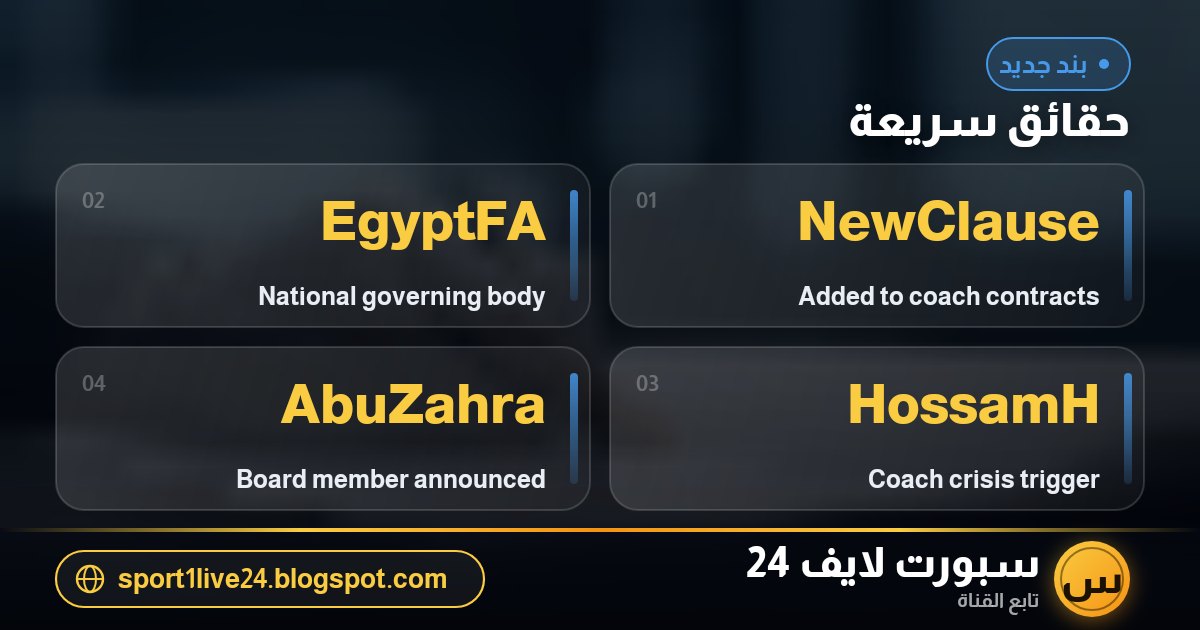 بند جديد
حقائق سريعة
01
NewClause
Added to coach contracts
02
EgyptFA
National governing body
03
HossamH
Coach crisis trigger
04
AbuZahra
Board member announced
س
سبورت لايف 24
تابع القناة
sport1live24.blogspot.com